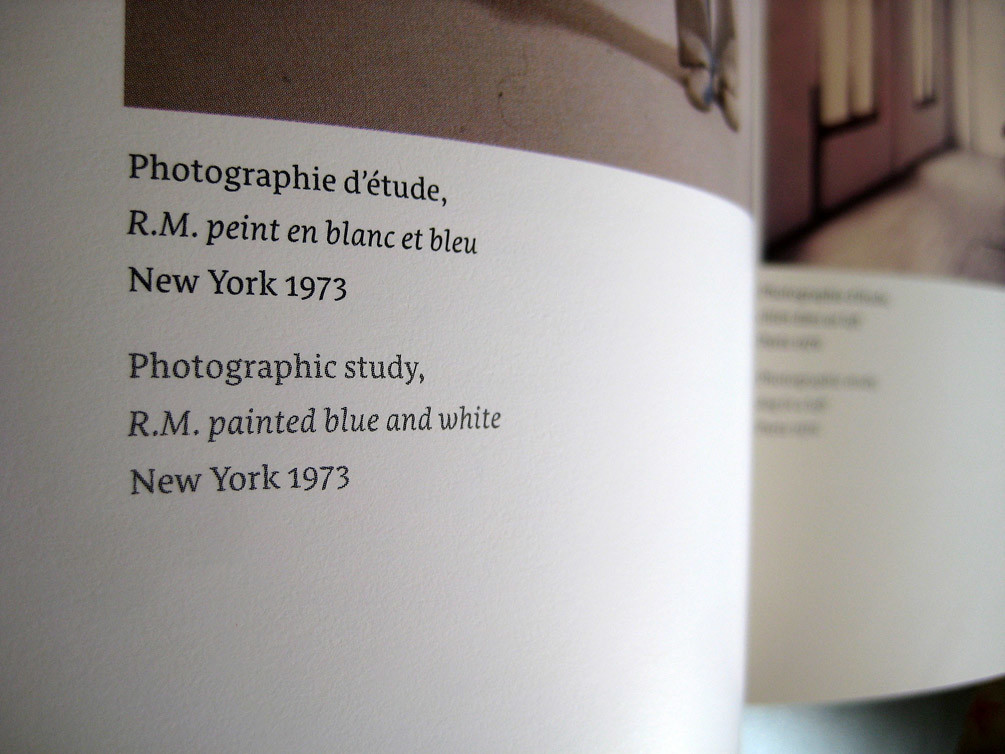 Photographie d'étude,
R.M. peint en blanc et bleu
New York 1973
Photographic study,
R.M. painted blue and white
New York 1973